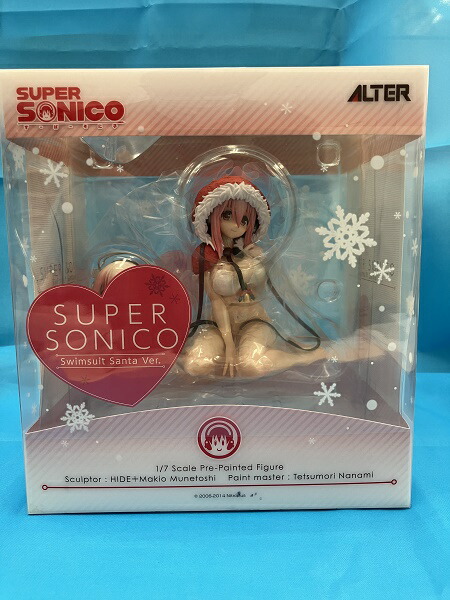 SUPER
SONICO
ALTER
SUPER
SONICO
Swimsuit Santa Ver.
1/7 Scale Pre-Painted Figure
Sculptor : HIDE+Makio Munetoshi Paint master : Tetsumori Nanami